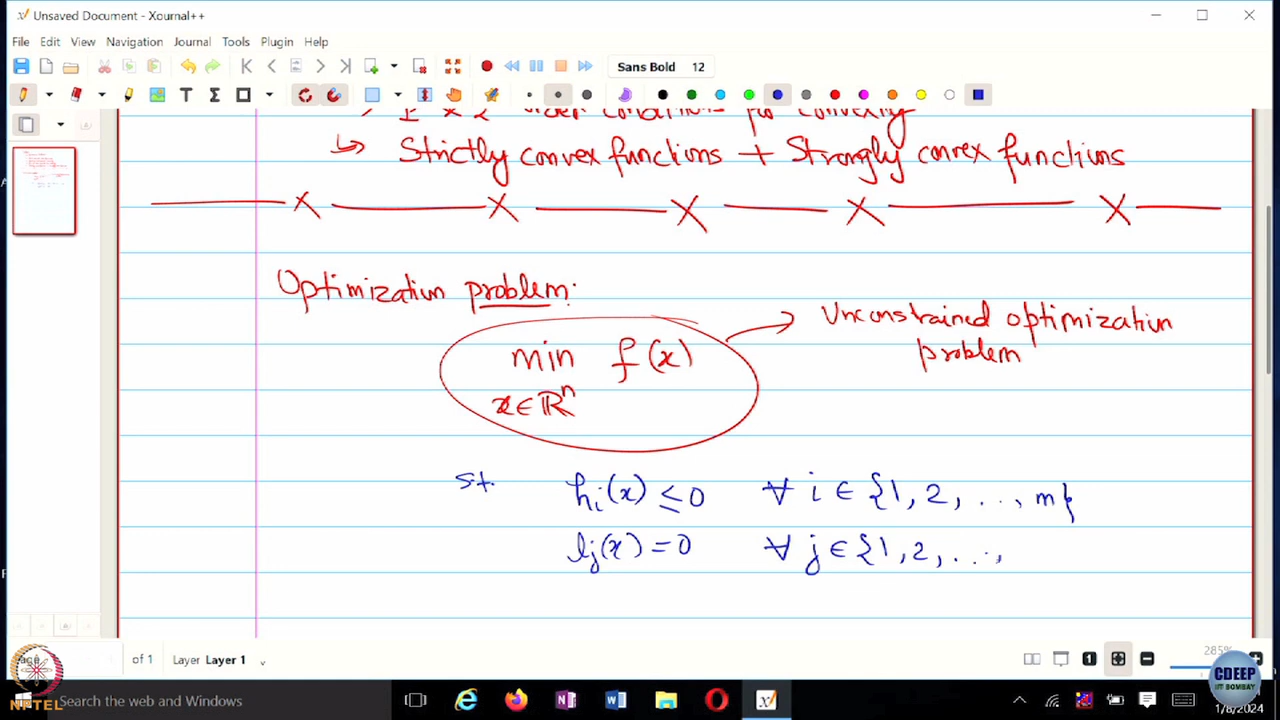 Unsaved Document - Xournal++
File Edit View Navigation Journal Tools Plugin Help
Sans Bold 12
↳ Strictly convex functions + Strongly convex functions
Optimization problem:
min f(x)
x∈ℝⁿ
Unconstrained optimization
problem
s.t. hᵢ(x) ≤ 0 ∀ i ∈ {1, 2, ..., m}
lⱼ(x) = 0 ∀ j ∈ {1, 2, ...,
of 1 Layer Layer 1
285%
NPTEL
Search the web and Windows
CDEEP
IIT BOMBAY
1/8/2024